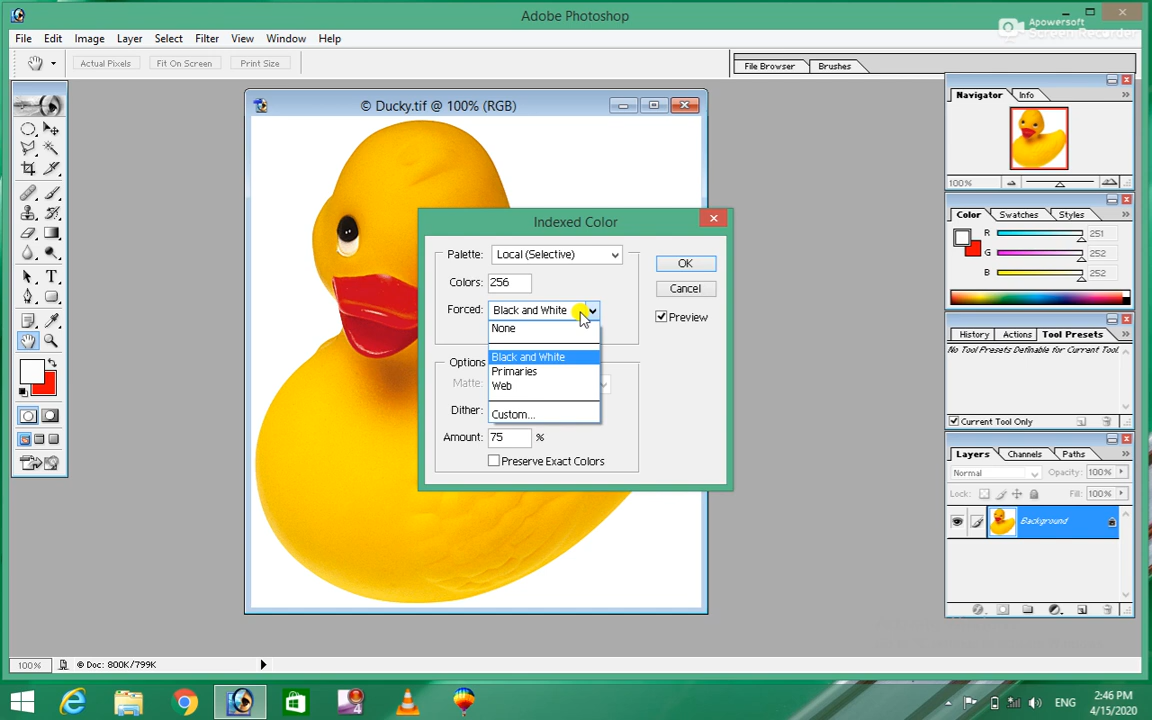 Adobe Photoshop
Apowersoft
Screen Recorder
File Edit Image Layer Select Filter View Window Help
Actual Pixels Fit On Screen Print Size
File Browser Brushes
© Ducky.tif @ 100% (RGB)
Navigator Info
100%
Color Swatches Styles
R 251
G 252
B 252
Indexed Color
Palette: Local (Selective)
OK
Colors: 256
Cancel
Forced: Black and White
Preview
None
Black and White
Primaries
Web
Custom...
Options
Matte:
Dither:
Amount: 75 %
Preserve Exact Colors
History Actions Tool Presets
No Tool Presets Definable for Current Tool.
Current Tool Only
Layers Channels Paths
Normal Opacity: 100%
Lock: Fill: 100%
Background
100% © Doc: 800K/799K
4
ENG
2:46 PM
4/15/2020